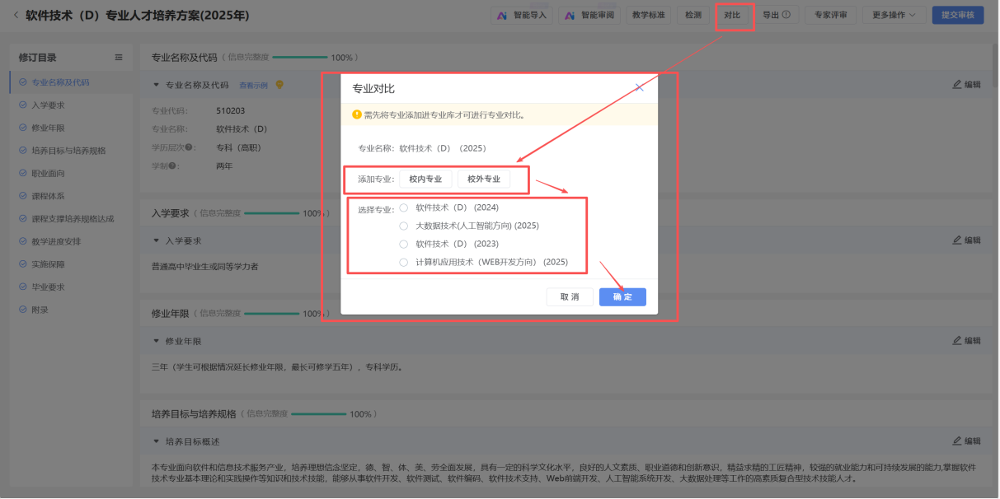 软件技术（D）专业人才培养方案(2025年)
智能导入 智能审阅 教学标准 检测 对比 导出 专家评审 更多操作 提交审核
修订目录
专业名称及代码
入学要求
修业年限
培养目标与培养规格
职业面向
课程体系
课程支撑培养规格达成
教学进度安排
实施保障
毕业要求
附录
专业名称及代码（信息完整度 100%）
专业名称及代码 查看示例 编辑
专业代码： 510203
专业名称： 软件技术（D）
学历层次： 专科（高职）
学制： 两年
入学要求（信息完整度 100%）
入学要求 编辑
普通高中毕业生或同等学力者
修业年限（信息完整度 100%）
修业年限 编辑
三年（学生可根据情况延长修业年限，最长可修学五年），专科学历。
培养目标与培养规格（信息完整度 100%）
培养目标概述 编辑
本专业面向软件和信息技术服务产业，培养理想信念坚定，德、智、体、美、劳全面发展，具有一定的科学文化水平，良好的人文素质、职业道德和创新意识，精益求精的工匠精神，较强的就业能力和可持续发展的能力,掌握软件
技术专业基本理论和实践操作等知识和技术技能，能够从事软件开发、软件测试、软件编码、软件技术支持、Web前端开发、人工智能系统开发、大数据处理等工作的高素质复合型技术技能人才。
专业对比
需先将专业添加进专业库才可进行专业对比。
专业名称：软件技术（D）（2025）
添加专业： 校内专业 校外专业
选择专业： 软件技术（D）(2024)
大数据技术(人工智能方向) (2025)
软件技术（D）(2023)
计算机应用技术（WEB开发方向）(2025)
取 消 确 定